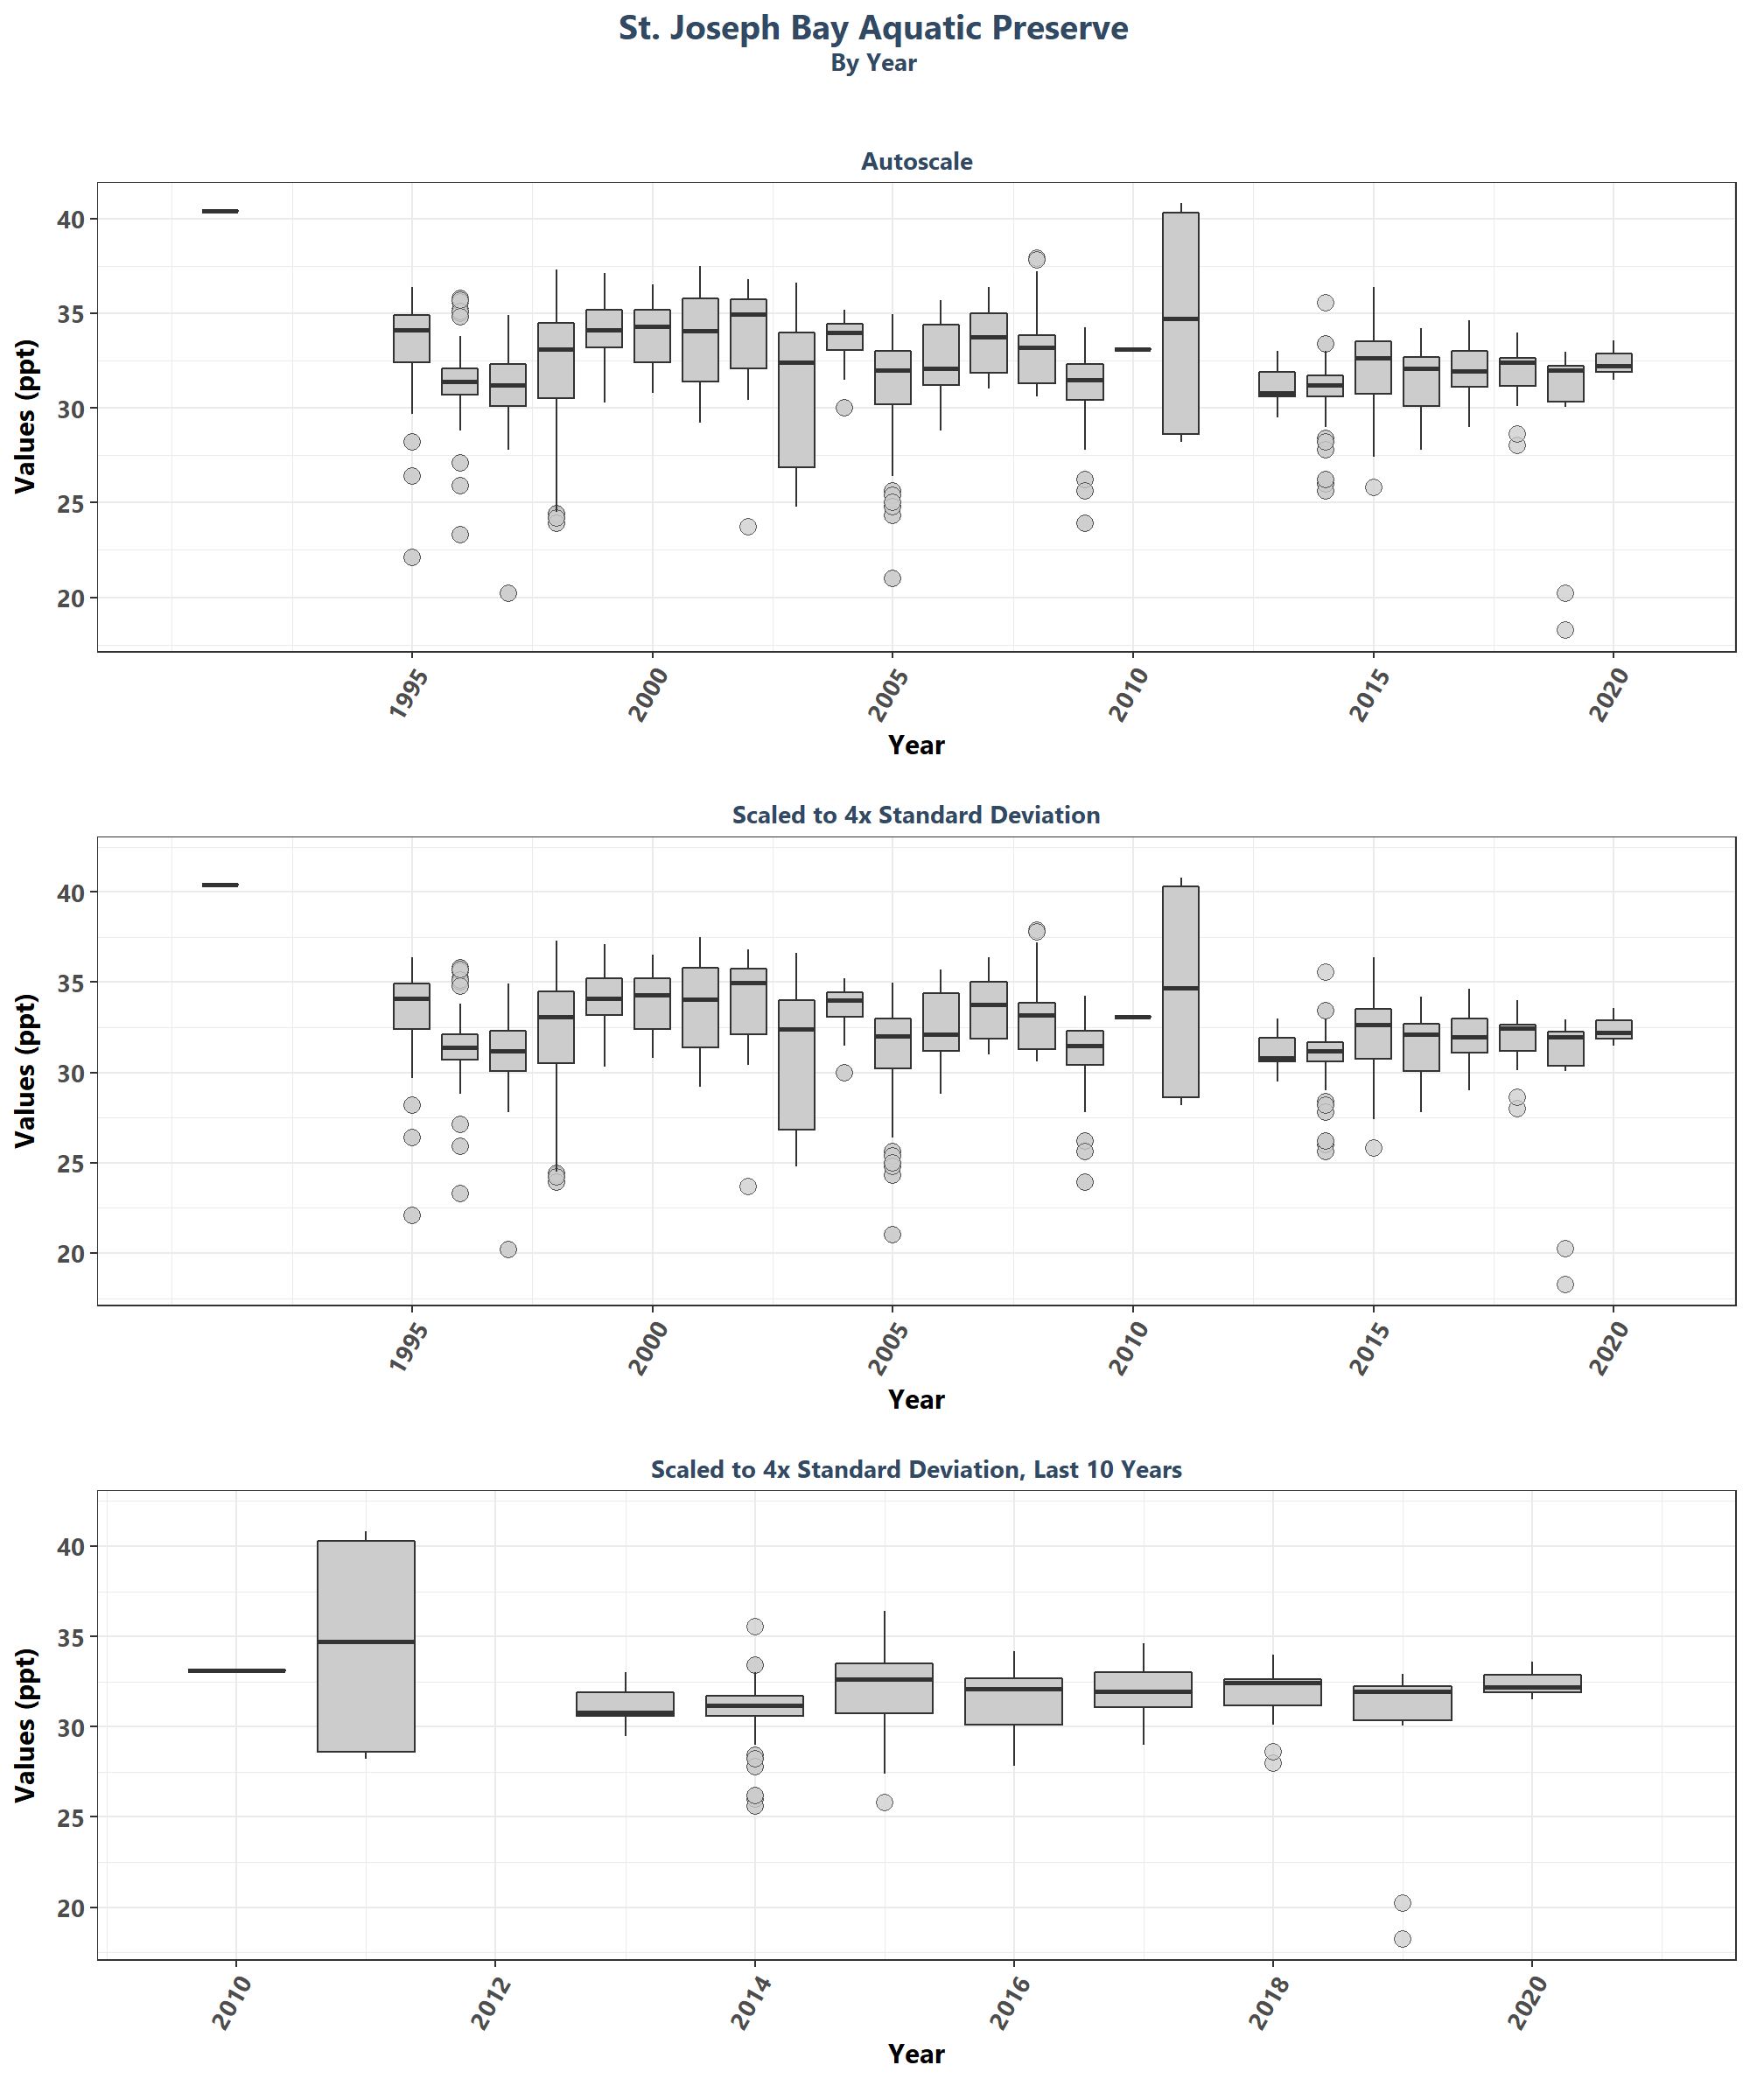 St. Joseph Bay Aquatic Preserve
By Year
Autoscale
40
35
30
25
20
Values (ppt)
1995 2000 2005 2010 2015 2020
Year
Scaled to 4x Standard Deviation
40
35
30
25
20
Values (ppt)
1995 2000 2005 2010 2015 2020
Year
Scaled to 4x Standard Deviation, Last 10 Years
40
35
30
25
20
Values (ppt)
2010 2012 2014 2016 2018 2020
Year